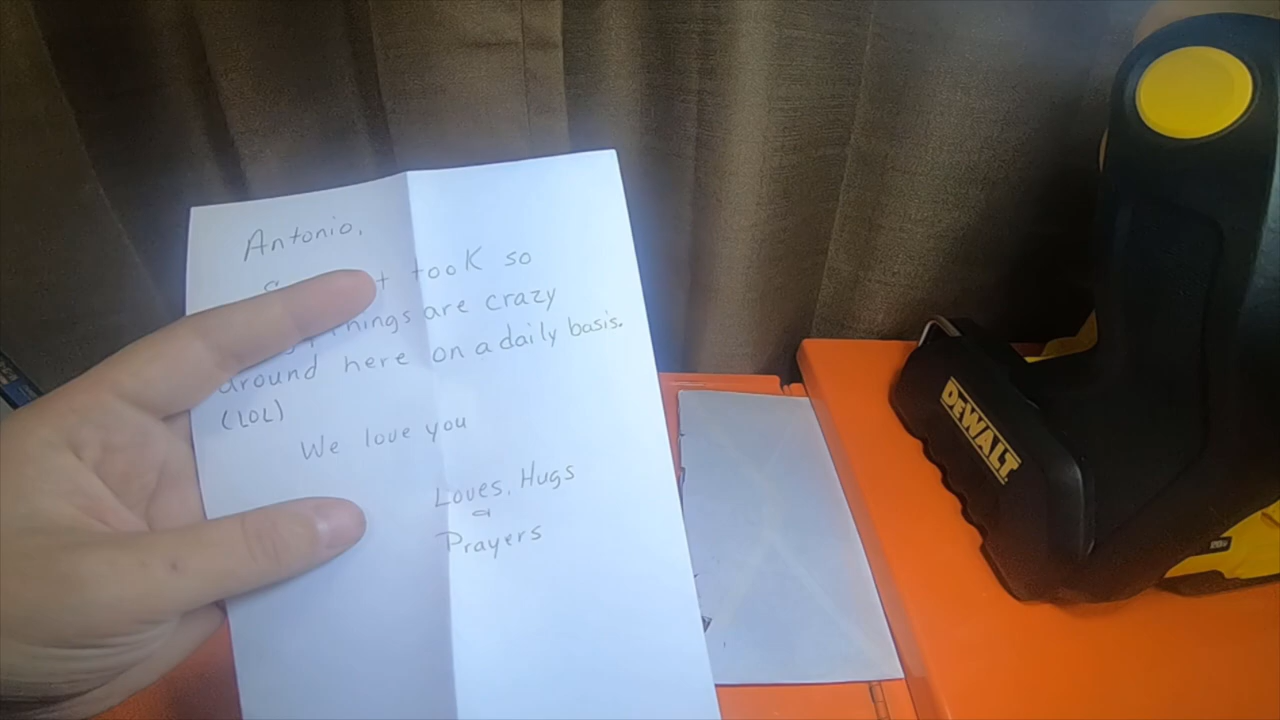 Antonio,
took so
things are crazy
around here on a daily basis.
(LOL)
We love you
Loves, Hugs
&
Prayers
DEWALT